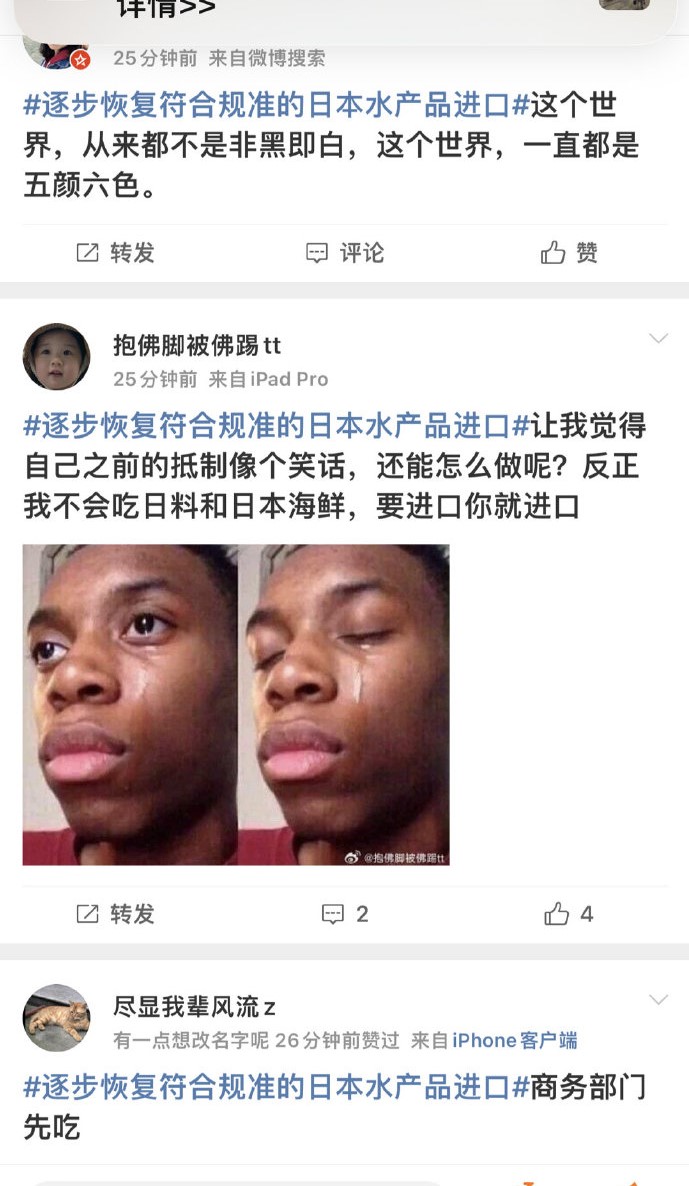 详情>>
25分钟前 来自微博搜索
#逐步恢复符合规准的日本水产品进口#这个世
界，从来都不是非黑即白，这个世界，一直都是
五颜六色。
转发 评论 赞
抱佛脚被佛踢tt
25分钟前 来自iPad Pro
#逐步恢复符合规准的日本水产品进口#让我觉得
自己之前的抵制像个笑话，还能怎么做呢？反正
我不会吃日料和日本海鲜，要进口你就进口
@抱佛脚被佛踢tt
转发 2 4
尽显我辈风流z
有一点想改名字呢 26分钟前赞过 来自iPhone客户端
#逐步恢复符合规准的日本水产品进口#商务部门
先吃